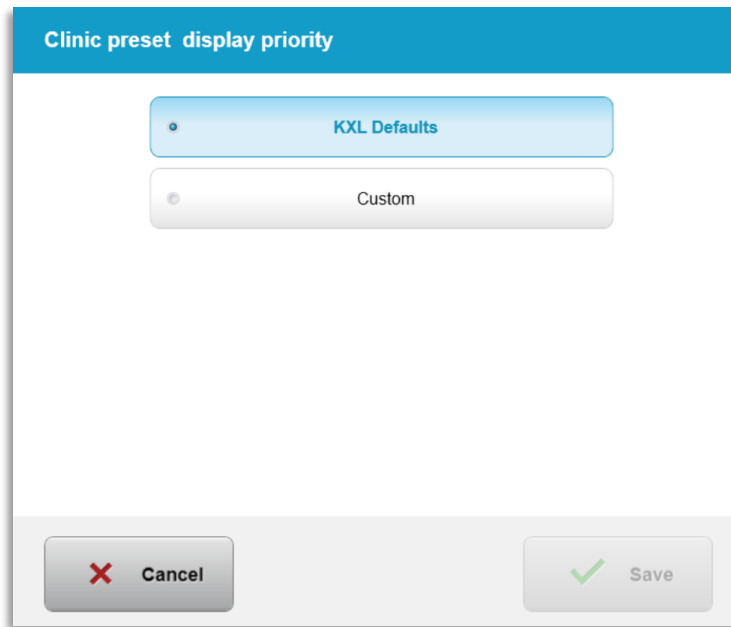 Clinic preset display priority
KXL Defaults
Custom
Cancel
Save